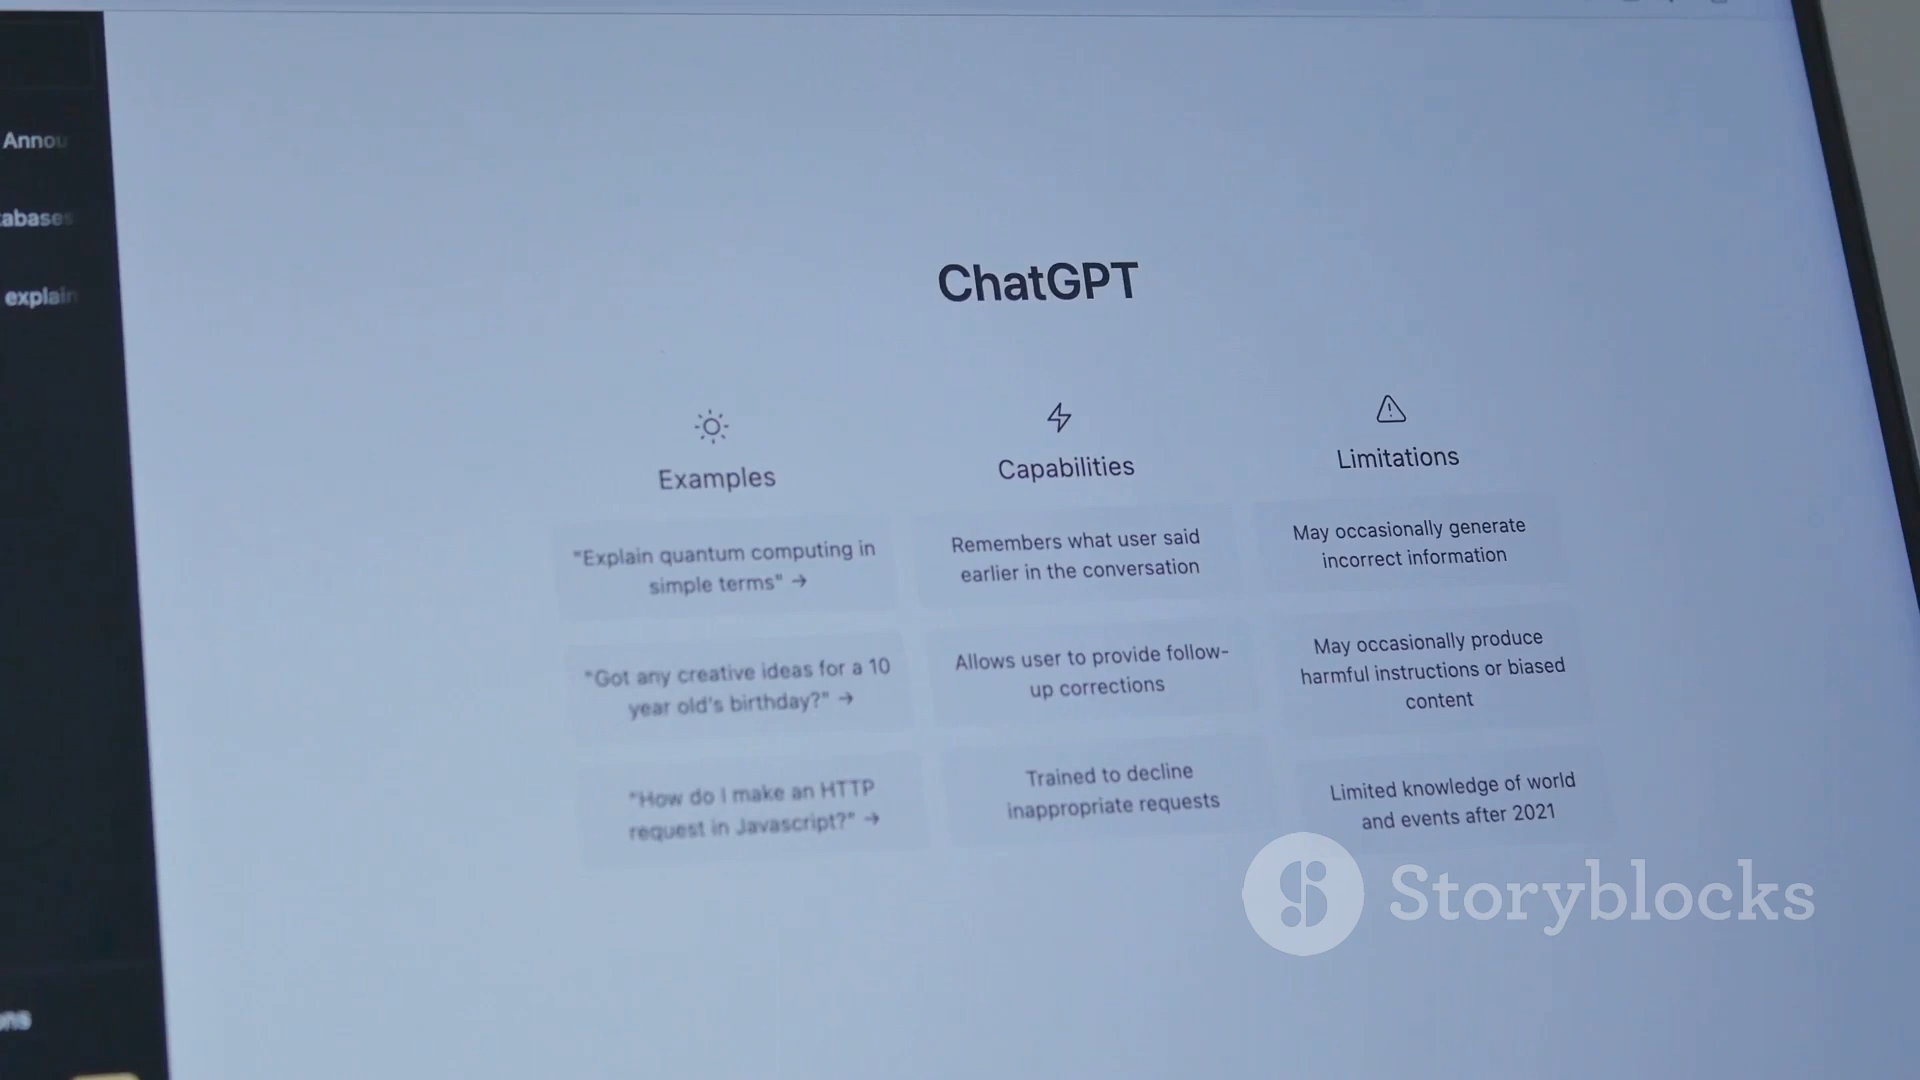 Annou
tabases
explain
ChatGPT
Examples
"Explain quantum computing in
simple terms" →
"Got any creative ideas for a 10
year old's birthday?" →
"How do I make an HTTP
request in Javascript?" →
Capabilities
Remembers what user said
earlier in the conversation
Allows user to provide follow-
up corrections
Trained to decline
inappropriate requests
Limitations
May occasionally generate
incorrect information
May occasionally produce
harmful instructions or biased
content
Limited knowledge of world
and events after 2021
Storyblocks